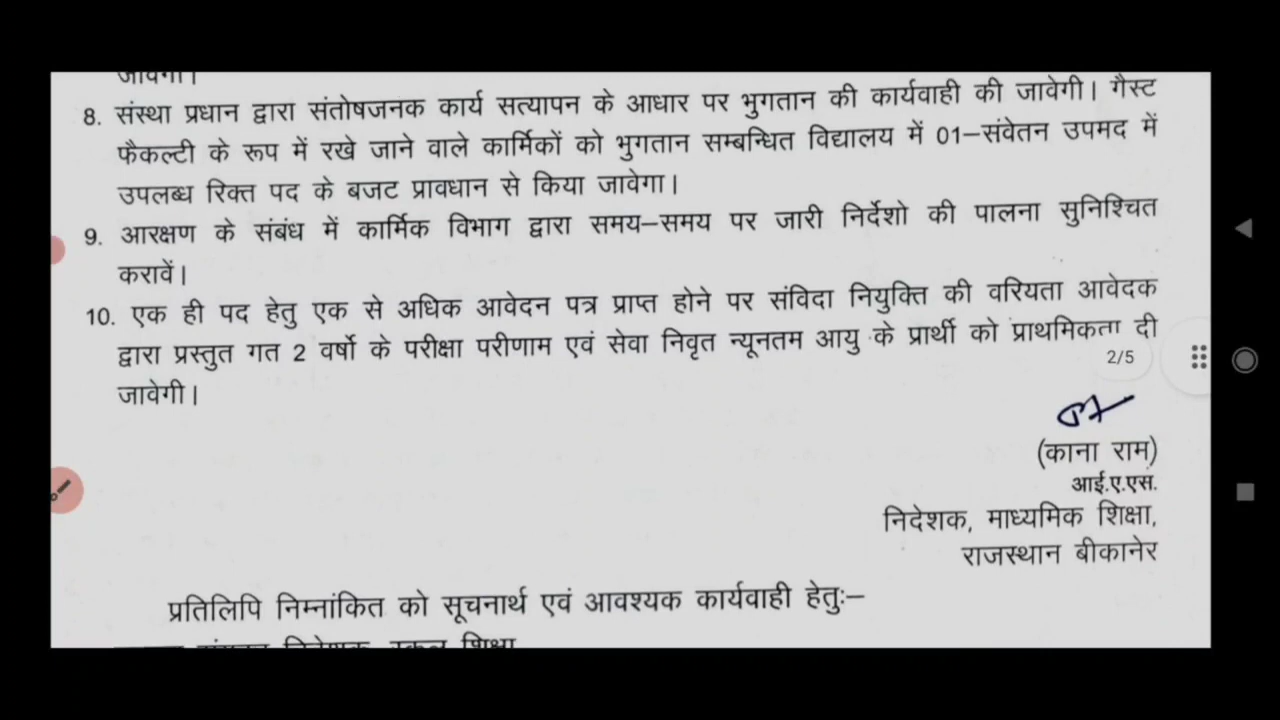 जावेगा।
8. संस्था प्रधान द्वारा संतोषजनक कार्य सत्यापन के आधार पर भुगतान की कार्यवाही की जावेगी। गैस्ट
फैकल्टी के रूप में रखे जाने वाले कार्मिकों को भुगतान सम्बन्धित विद्यालय में 01–संवेतन उपमद में
उपलब्ध रिक्त पद के बजट प्रावधान से किया जावेगा।
9. आरक्षण के संबंध में कार्मिक विभाग द्वारा समय–समय पर जारी निर्देशो की पालना सुनिश्चित
करावें।
10. एक ही पद हेतु एक से अधिक आवेदन पत्र प्राप्त होने पर संविदा नियुक्ति की वरियता आवेदक
द्वारा प्रस्तुत गत 2 वर्षो के परीक्षा परीणाम एवं सेवा निवृत न्यूनतम आयु के प्रार्थी को प्राथमिकता दी
2/5
जावेगी।
(काना राम)
आई.ए.एस.
निदेशक, माध्यमिक शिक्षा,
राजस्थान बीकानेर
प्रतिलिपि निम्नांकित को सूचनार्थ एवं आवश्यक कार्यवाही हेतुः–
निदेशक, स्कूल शिक्षा